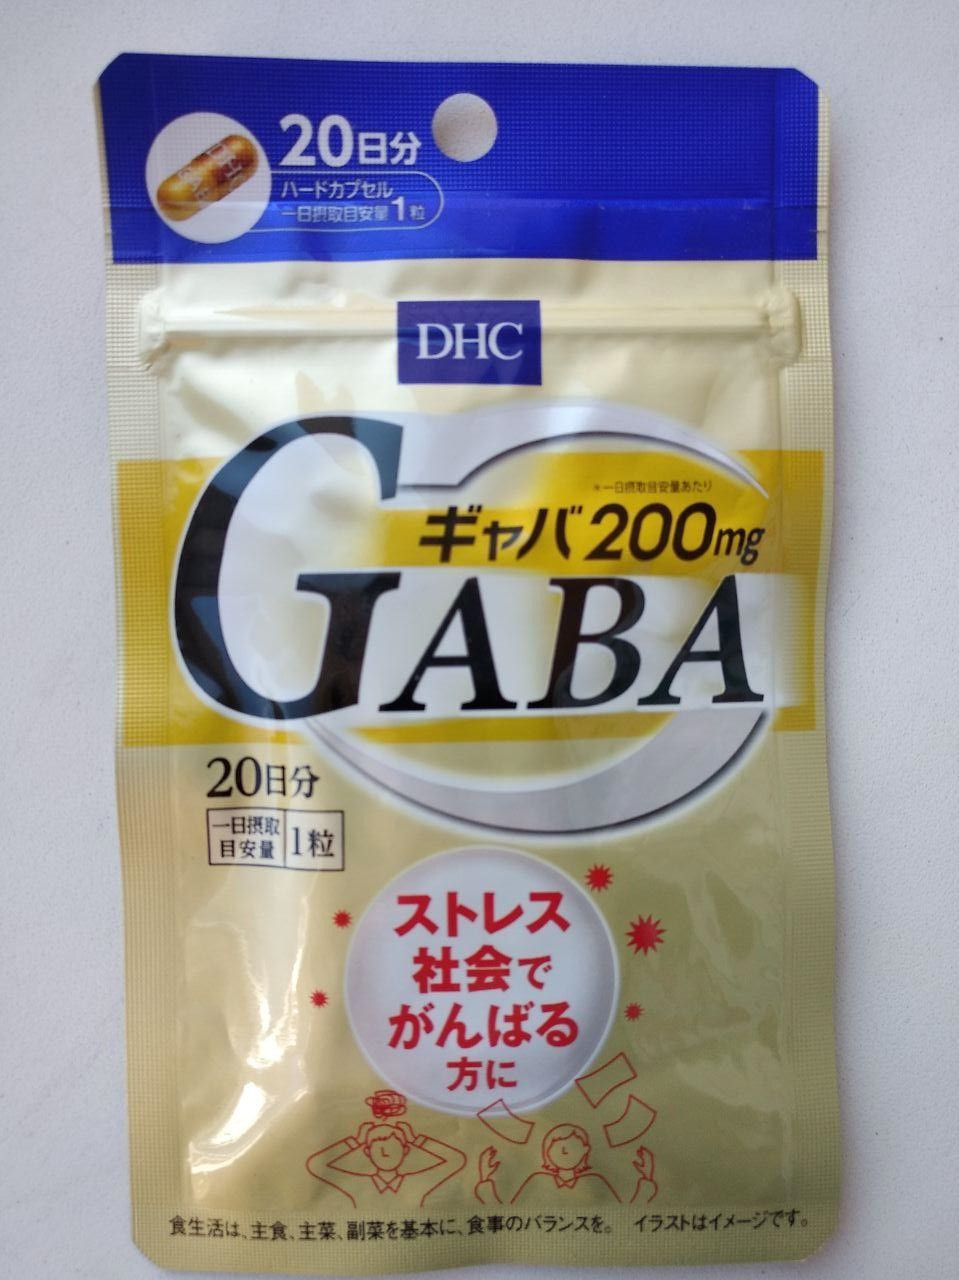 20日分
ハードカプセル
一日摂取目安量1粒
DHC
*一日摂取目安量あたり
ギャバ200mg
GABA
20日分
一日摂取
目安量
1粒
ストレス
社会で
がんばる
方に
食生活は、主食、主菜、副菜を基本に、食事のバランスを。 イラストはイメージです。